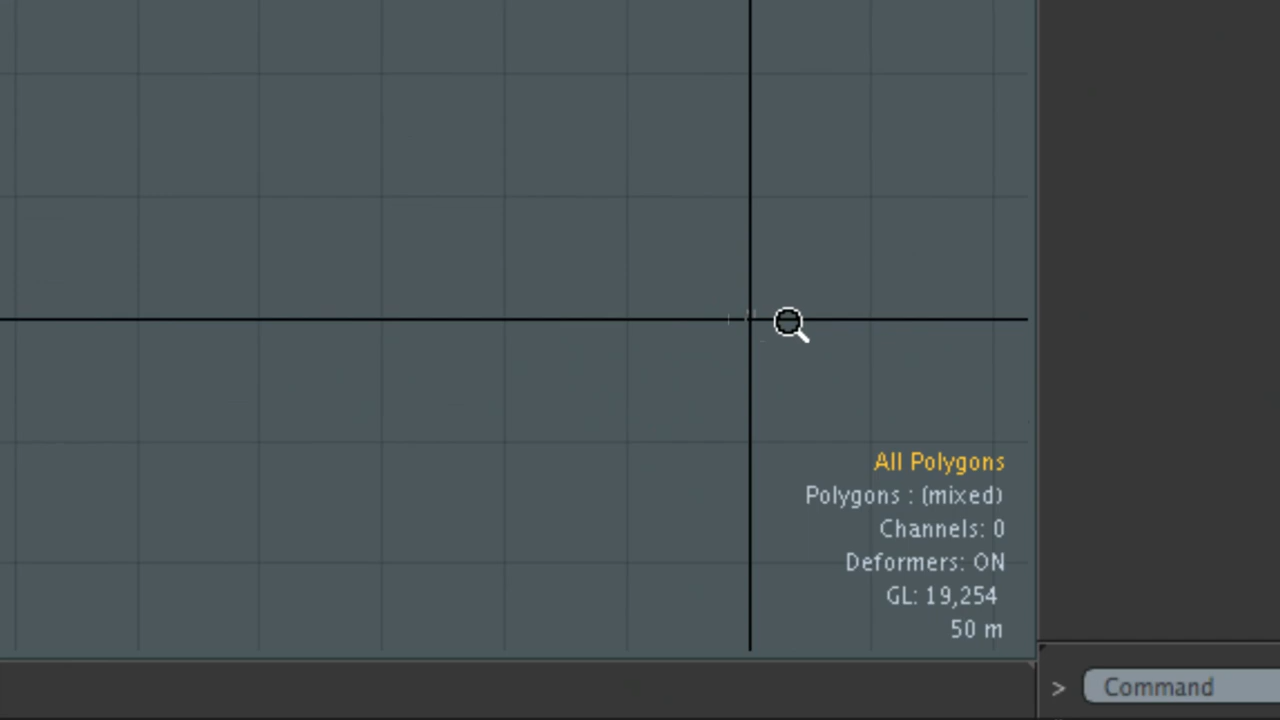 All Polygons
Polygons : (mixed)
Channels: 0
Deformers: ON
GL: 19,254
50 m
> Command